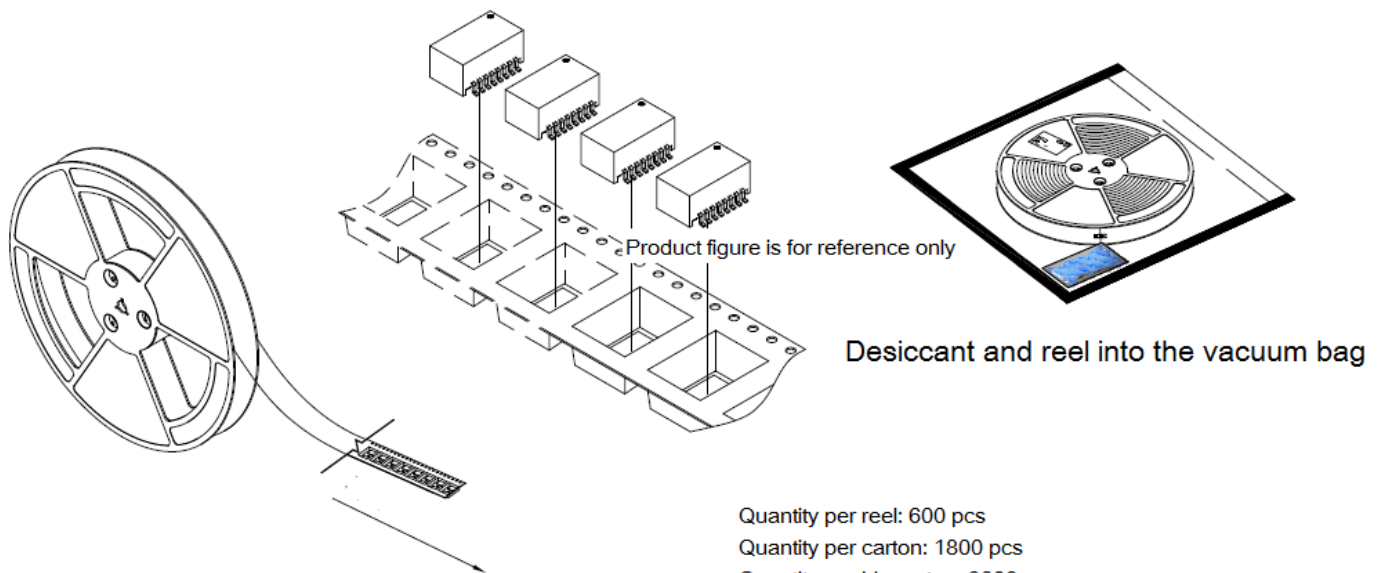 Product figure is for reference only
Desiccant and reel into the vacuum bag
Quantity per reel: 600 pcs
Quantity per carton: 1800 pcs